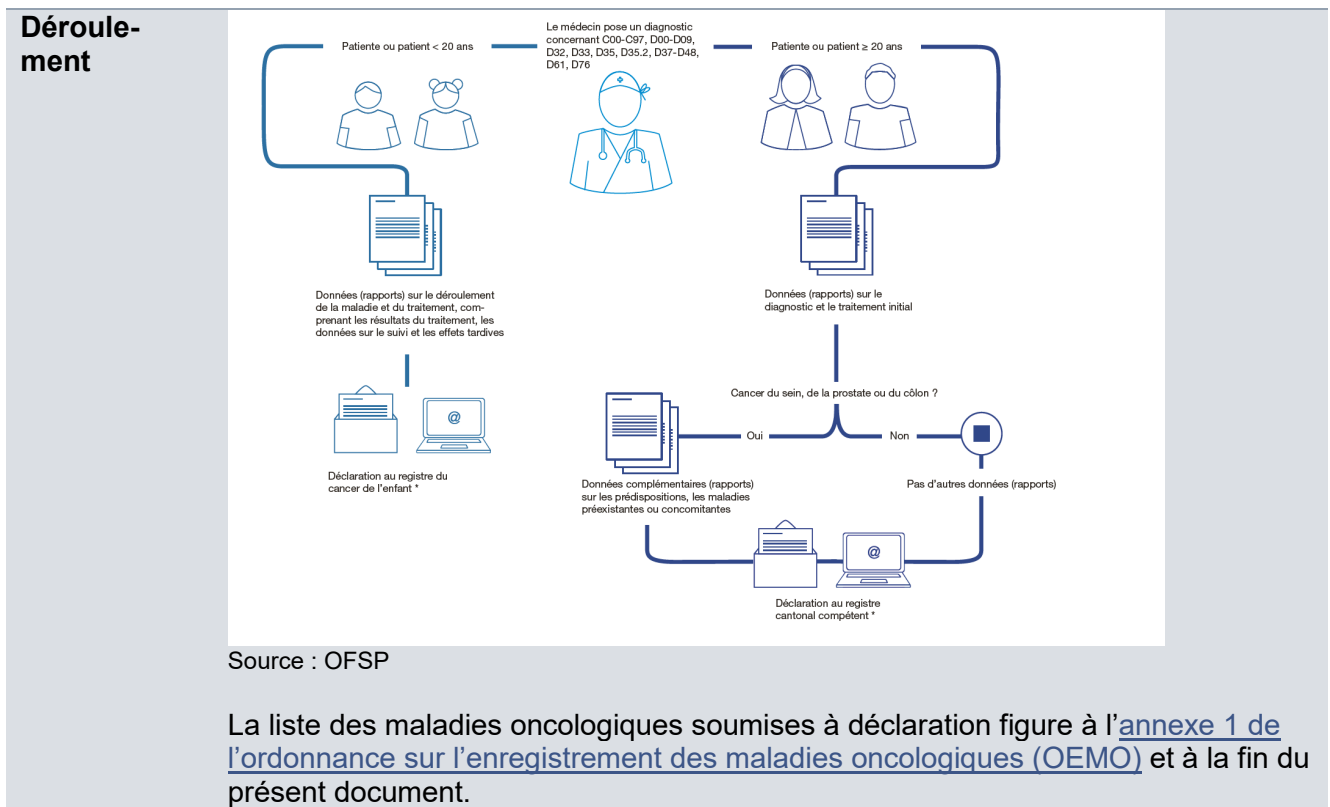 Déroule-
ment
Patiente ou patient < 20 ans
Le médecin pose un diagnostic
concernant C00-C97, D00-D09,
D32, D33, D35, D35.2, D37-D48,
D61, D76
Patiente ou patient ≥ 20 ans
Données (rapports) sur le déroulement
de la maladie et du traitement, com-
prenant les résultats du traitement, les
données sur le suivi et les effets tardives
Données (rapports) sur le
diagnostic et le traitement initial
@
Déclaration au registre du
cancer de l'enfant *
Cancer du sein, de la prostate ou du côlon ?
Oui
Non
Données complémentaires (rapports)
sur les prédispositions, les maladies
préexistantes ou concomitantes
Pas d'autres données (rapports)
@
Déclaration au registre
cantonal compétent *
Source : OFSP
La liste des maladies oncologiques soumises à déclaration figure à l’annexe 1 de
l’ordonnance sur l’enregistrement des maladies oncologiques (OEMO) et à la fin du
présent document.